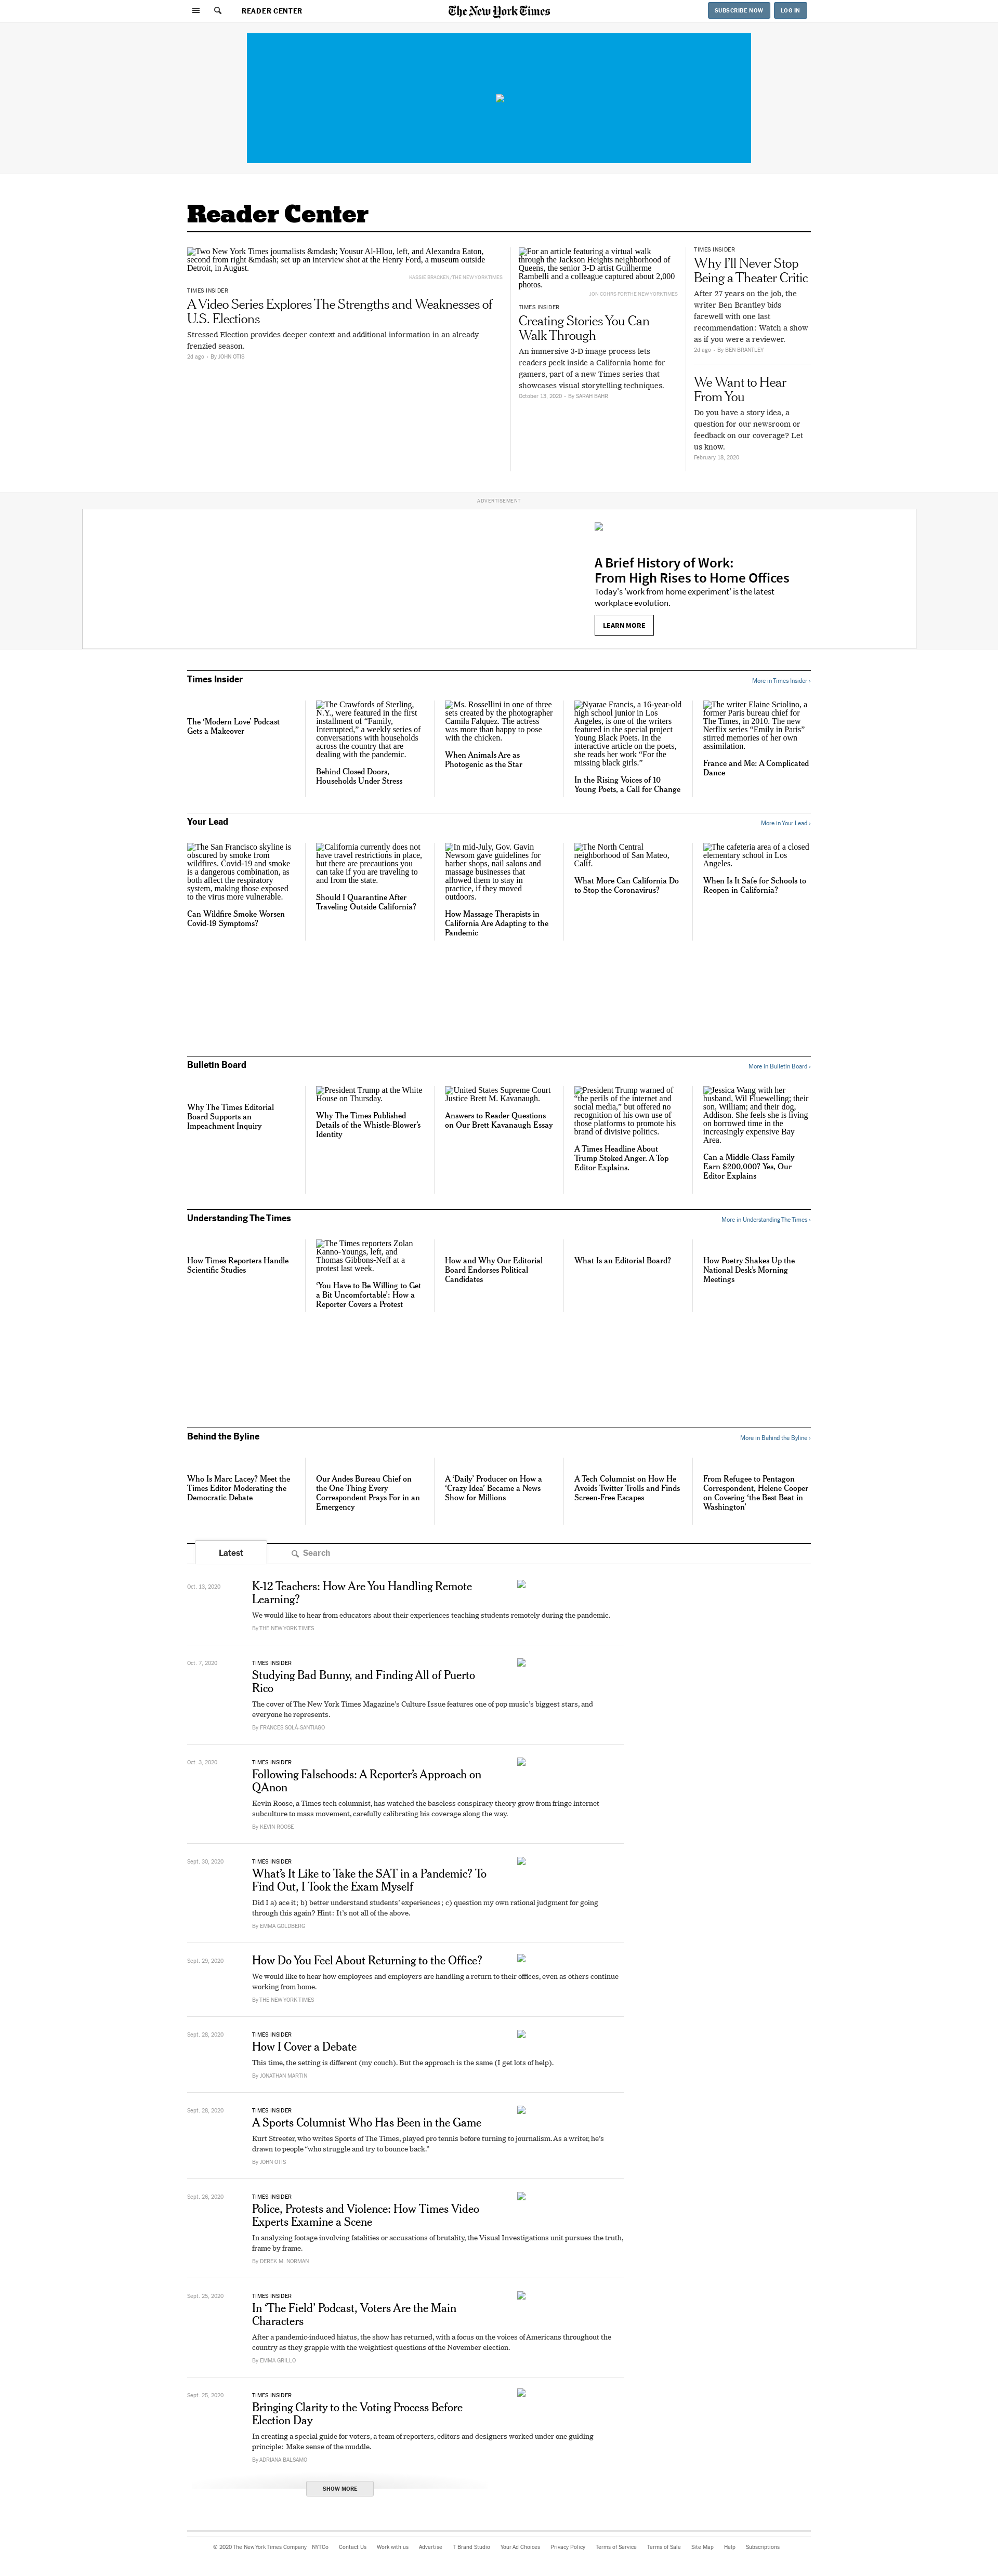 READER CENTER
The New York Times
SUBSCRIBE NOW
LOG IN
Reader Center
Two New York Times journalists &mdash; Yousur Al-Hlou, left, and Alexandra Eaton,
second from right &mdash; set up an interview shot at the Henry Ford, a museum outside
Detroit, in August.
KASSIE BRACKEN/THE NEW YORK TIMES
TIMES INSIDER
A Video Series Explores The Strengths and Weaknesses of
U.S. Elections
Stressed Election provides deeper context and additional information in an already
frenzied season.
2d ago - By JOHN OTIS
For an article featuring a virtual walk
through the Jackson Heights neighborhood of
Queens, the senior 3-D artist Guilherme
Rambelli and a colleague captured about 2,000
photos.
JON COHRS FOR THE NEW YORK TIMES
TIMES INSIDER
Creating Stories You Can
Walk Through
An immersive 3-D image process lets
readers peek inside a California home for
gamers, part of a new Times series that
showcases visual storytelling techniques.
October 13, 2020 - By SARAH BAHR
TIMES INSIDER
Why I'll Never Stop
Being a Theater Critic
After 27 years on the job, the
writer Ben Brantley bids
farewell with one last
recommendation: Watch a show
as if you were a reviewer.
2d ago - By BEN BRANTLEY
We Want to Hear
From You
Do you have a story idea, a
question for our newsroom or
feedback on our coverage? Let
us know.
February 18, 2020
ADVERTISEMENT
A Brief History of Work:
From High Rises to Home Offices
Today's 'work from home experiment' is the latest
workplace evolution.
LEARN MORE
Times Insider
More in Times Insider ›
The ‘Modern Love’ Podcast
Gets a Makeover
The Crawfords of Sterling,
N.Y., were featured in the first
installment of “Family,
Interrupted,” a weekly series of
conversations with households
across the country that are
dealing with the pandemic.
Behind Closed Doors,
Households Under Stress
Ms. Rossellini in one of three
sets created by the photographer
Camila Falquez. The actress
was more than happy to pose
with the chicken.
When Animals Are as
Photogenic as the Star
Nyarae Francis, a 16-year-old
high school junior in Los
Angeles, is one of the writers
featured in the special project
Young Black Poets. In the
interactive article on the poets,
she reads her work “For the
missing black girls.”
In the Rising Voices of 10
Young Poets, a Call for Change
The writer Elaine Sciolino, a
former Paris bureau chief for
The Times, in 2010. The new
Netflix series “Emily in Paris”
stirred memories of her own
assimilation.
France and Me: A Complicated
Dance
Your Lead
More in Your Lead ›
The San Francisco skyline is
obscured by smoke from
wildfires. Covid-19 and smoke
is a dangerous combination, as
both affect the respiratory
system, making those exposed
to the virus more vulnerable.
Can Wildfire Smoke Worsen
Covid-19 Symptoms?
California currently does not
have travel restrictions in place,
but there are precautions you
can take if you are traveling to
and from the state.
Should I Quarantine After
Traveling Outside California?
In mid-July, Gov. Gavin
Newsom gave guidelines for
barber shops, nail salons and
massage businesses that
allowed them to stay in
practice, if they moved
outdoors.
How Massage Therapists in
California Are Adapting to the
Pandemic
The North Central
neighborhood of San Mateo,
Calif.
What More Can California Do
to Stop the Coronavirus?
The cafeteria area of a closed
elementary school in Los
Angeles.
When Is It Safe for Schools to
Reopen in California?
Bulletin Board
More in Bulletin Board ›
Why The Times Editorial
Board Supports an
Impeachment Inquiry
President Trump at the White
House on Thursday.
Why The Times Published
Details of the Whistle-Blower’s
Identity
United States Supreme Court
Justice Brett M. Kavanaugh.
Answers to Reader Questions
on Our Brett Kavanaugh Essay
President Trump warned of
“the perils of the internet and
social media,” but offered no
recognition of his own use of
those platforms to promote his
brand of divisive politics.
A Times Headline About
Trump Stoked Anger. A Top
Editor Explains.
Jessica Wang with her
husband, Wil Fluewelling; their
son, William; and their dog,
Addison. She feels she is living
on borrowed time in the
increasingly expensive Bay
Area.
Can a Middle-Class Family
Earn $200,000? Yes, Our
Editor Explains
Understanding The Times
More in Understanding The Times ›
How Times Reporters Handle
Scientific Studies
The Times reporters Zolan
Kanno-Youngs, left, and
Thomas Gibbons-Neff at a
protest last week.
‘You Have to Be Willing to Get
a Bit Uncomfortable’: How a
Reporter Covers a Protest
How and Why Our Editorial
Board Endorses Political
Candidates
What Is an Editorial Board?
How Poetry Shakes Up the
National Desk’s Morning
Meetings
Behind the Byline
More in Behind the Byline ›
Who Is Marc Lacey? Meet the
Times Editor Moderating the
Democratic Debate
Our Andes Bureau Chief on
the One Thing Every
Correspondent Prays For in an
Emergency
A ‘Daily’ Producer on How a
‘Crazy Idea’ Became a News
Show for Millions
A Tech Columnist on How He
Avoids Twitter Trolls and Finds
Screen-Free Escapes
From Refugee to Pentagon
Correspondent, Helene Cooper
on Covering ‘the Best Beat in
Washington’
Latest
Search
Oct. 13, 2020
K-12 Teachers: How Are You Handling Remote
Learning?
We would like to hear from educators about their experiences teaching students remotely during the pandemic.
By THE NEW YORK TIMES
Oct. 7, 2020
TIMES INSIDER
Studying Bad Bunny, and Finding All of Puerto
Rico
The cover of The New York Times Magazine’s Culture Issue features one of pop music’s biggest stars, and
everyone he represents.
By FRANCES SOLÁ-SANTIAGO
Oct. 3, 2020
TIMES INSIDER
Following Falsehoods: A Reporter’s Approach on
QAnon
Kevin Roose, a Times tech columnist, has watched the baseless conspiracy theory grow from fringe internet
subculture to mass movement, carefully calibrating his coverage along the way.
By KEVIN ROOSE
Sept. 30, 2020
TIMES INSIDER
What’s It Like to Take the SAT in a Pandemic? To
Find Out, I Took the Exam Myself
Did I a) ace it; b) better understand students’ experiences; c) question my own rational judgment for going
through this again? Hint: It’s not all of the above.
By EMMA GOLDBERG
Sept. 29, 2020
How Do You Feel About Returning to the Office?
We would like to hear how employees and employers are handling a return to their offices, even as others continue
working from home.
By THE NEW YORK TIMES
Sept. 28, 2020
TIMES INSIDER
How I Cover a Debate
This time, the setting is different (my couch). But the approach is the same (I get lots of help).
By JONATHAN MARTIN
Sept. 28, 2020
TIMES INSIDER
A Sports Columnist Who Has Been in the Game
Kurt Streeter, who writes Sports of The Times, played pro tennis before turning to journalism. As a writer, he’s
drawn to people “who struggle and try to bounce back.”
By JOHN OTIS
Sept. 26, 2020
TIMES INSIDER
Police, Protests and Violence: How Times Video
Experts Examine a Scene
In analyzing footage involving fatalities or accusations of brutality, the Visual Investigations unit pursues the truth,
frame by frame.
By DEREK M. NORMAN
Sept. 25, 2020
TIMES INSIDER
In ‘The Field’ Podcast, Voters Are the Main
Characters
After a pandemic-induced hiatus, the show has returned, with a focus on the voices of Americans throughout the
country as they grapple with the weightiest questions of the November election.
By EMMA GRILLO
Sept. 25, 2020
TIMES INSIDER
Bringing Clarity to the Voting Process Before
Election Day
In creating a special guide for voters, a team of reporters, editors and designers worked under one guiding
principle: Make sense of the muddle.
By ADRIANA BALSAMO
SHOW MORE
© 2020 The New York Times Company NYTCo Contact Us Work with us Advertise T Brand Studio Your Ad Choices Privacy Policy Terms of Service Terms of Sale Site Map Help Subscriptions